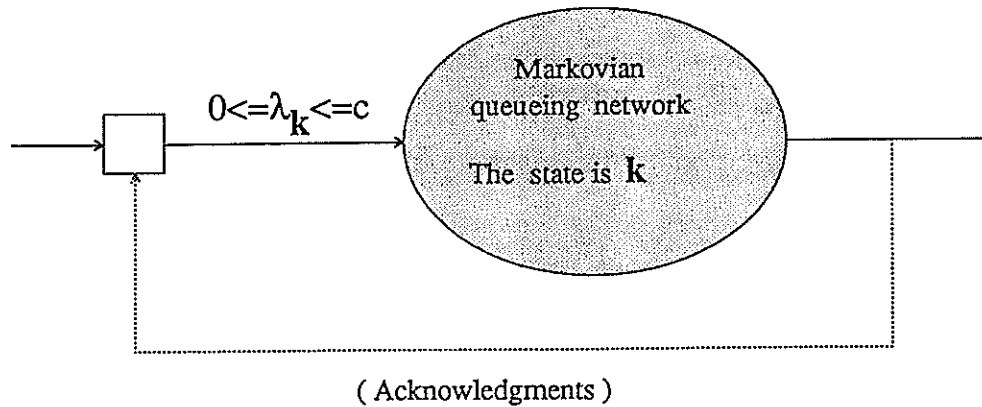 Markovian
0<=λk<=c
queueing network
The state is k
( Acknowledgments )